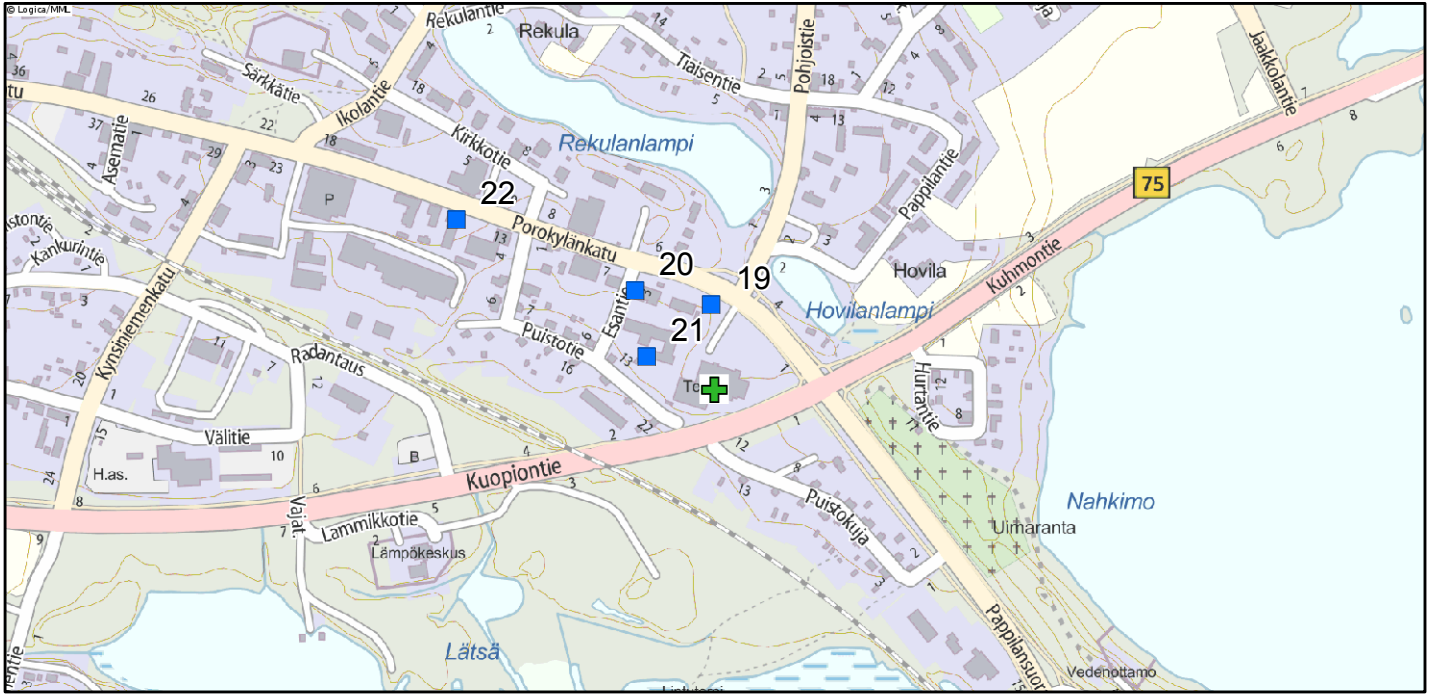 © Logica/MML
Rekulantie
Rekula
Pohjoistie
Jaakkolantie
Särkkätie
Tiaisentie
Ikolantie
Kirkkotie
Rekulanlampi
Asematie
Pappilantie
75
22
Porokylänkatu
20
19
Hovila
Kuhmontie
Kankurintie
Kynsiniemenkatu
Esantie
21
Hovilanlampi
Puistotie
Radantaus
Hurrantie
Välitie
H.as.
P
B
Kuopiontie
Vajat.
Lammikkotie
Lämpökeskus
Puistokuja
Nahkimo
Uimaranta
Lätsä
Pappilansuor
Vedenottamo